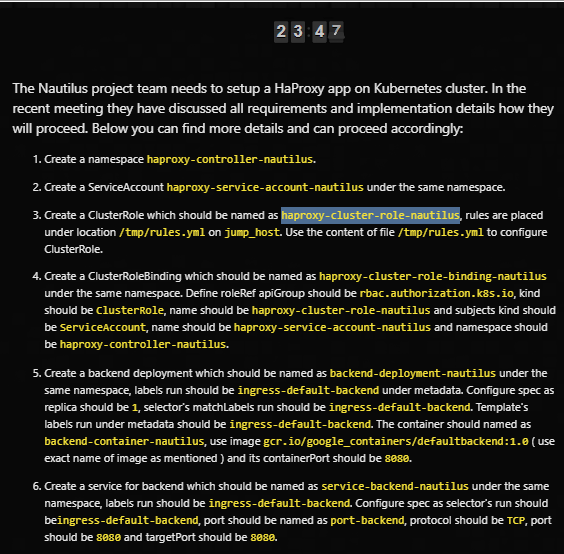 23:47
The Nautilus project team needs to setup a HaProxy app on Kubernetes cluster. In the
recent meeting they have discussed all requirements and implementation details how they
will proceed. Below you can find more details and can proceed accordingly:
1. Create a namespace haproxy-controller-nautilus.
2. Create a ServiceAccount haproxy-service-account-nautilus under the same namespace.
3. Create a ClusterRole which should be named as haproxy-cluster-role-nautilus, rules are placed
under location /tmp/rules.yml on jump_host. Use the content of file /tmp/rules.yml to configure
ClusterRole.
4. Create a ClusterRoleBinding which should be named as haproxy-cluster-role-binding-nautilus
under the same namespace. Define roleRef apiGroup should be rbac.authorization.k8s.io, kind
should be ClusterRole, name should be haproxy-cluster-role-nautilus and subjects kind should
be ServiceAccount, name should be haproxy-service-account-nautilus and namespace should
be haproxy-controller-nautilus.
5. Create a backend deployment which should be named as backend-deployment-nautilus under the
same namespace, labels run should be ingress-default-backend under metadata. Configure spec as
replica should be 1, selector's matchLabels run should be ingress-default-backend. Template's
labels run under metadata should be ingress-default-backend. The container should named as
backend-container-nautilus, use image gcr.io/google_containers/defaultbackend:1.0 ( use
exact name of image as mentioned ) and its containerPort should be 8080.
6. Create a service for backend which should be named as service-backend-nautilus under the same
namespace, labels run should be ingress-default-backend. Configure spec as selector's run should
beingress-default-backend, port should be named as port-backend, protocol should be TCP, port
should be 8080 and targetPort should be 8080.